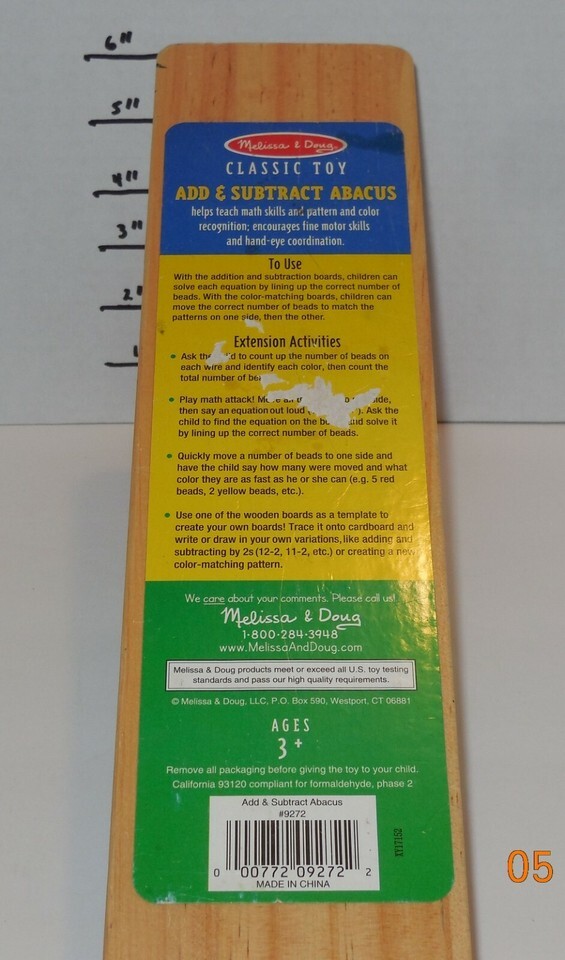 6"
5"
4"
3"
2"
Melissa & Doug
CLASSIC TOY
ADD & SUBTRACT ABACUS
helps teach math skills and pattern and color
recognition; encourages fine motor skills
and hand-eye coordination.
To Use
With the addition and subtraction boards, children can
solve each equation by lining up the correct number of
beads. With the color-matching boards, children can
move the correct number of beads to match the
patterns on one side, then the other.
Extension Activities
• Ask the to count up the number of beads on
each wire and identify each color, then count the
total number of
• Play math attack! side,
then say an equation out loud Ask the
child to find the equation on the and solve it
by lining up the correct number of beads.
• Quickly move a number of beads to one side and
have the child say how many were moved and what
color they are as fast as he or she can (e.g. 5 red
beads, 2 yellow beads, etc.).
• Use one of the wooden boards as a template to
create your own boards! Trace it onto cardboard and
write or draw in your own variations, like adding and
subtracting by 2s (12-2, 11-2, etc.) or creating a new
color-matching pattern.
We care about your comments. Please call us!
Melissa & Doug
1-800-284-3948
www.MelissaAndDoug.com
Melissa & Doug products meet or exceed all U.S. toy testing
standards and pass our high quality requirements.
© Melissa & Doug, LLC, P.O. Box 590, Westport, CT 06881
AGES
3+
Remove all packaging before giving the toy to your child.
California 93120 compliant for formaldehyde, phase 2
Add & Subtract Abacus
#9272
0 00772 09272 2
MADE IN CHINA
XY17152
05